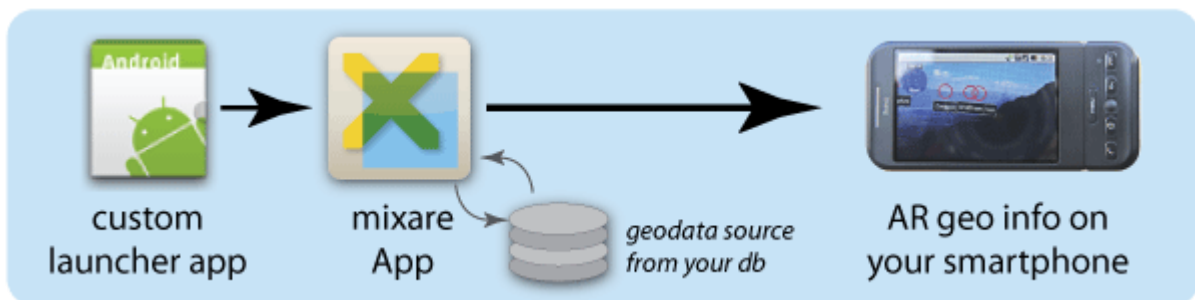 Android
custom
launcher app
mixare
App
geodata source
from your db
AR geo info on
your smartphone